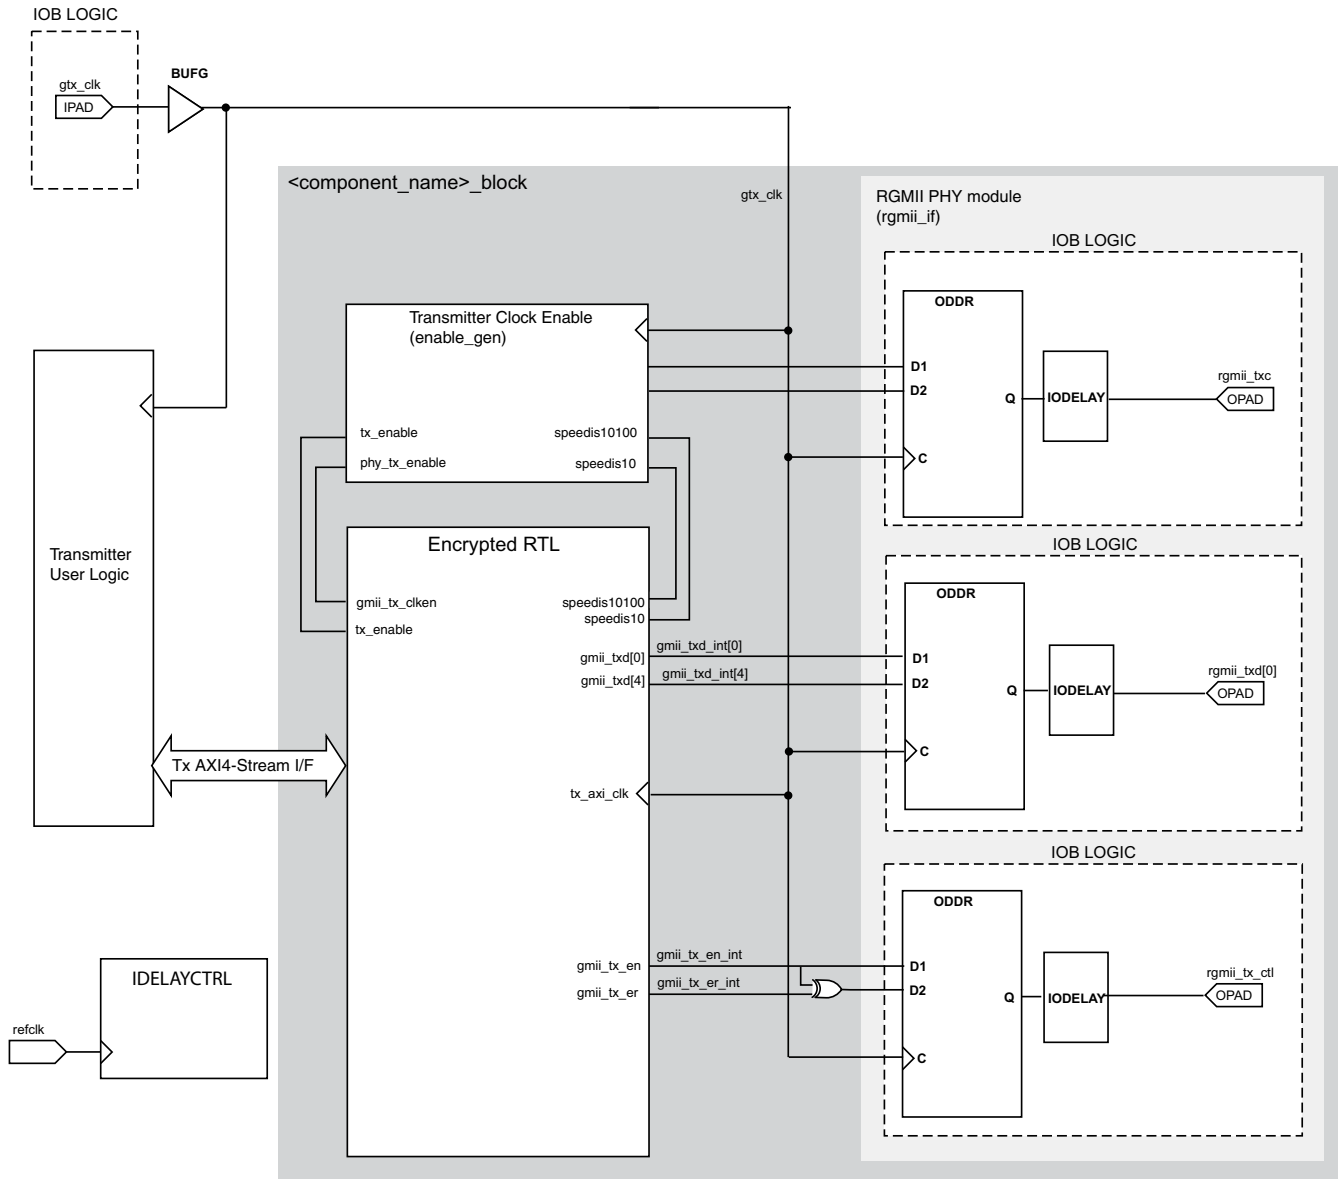 IOB LOGIC
gtx_clk
IPAD
BUFG
<component_name>_block
gtx_clk
RGMII PHY module
(rgmii_if)
IOB LOGIC
ODDR
D1
D2
Q
C
IODELAY
rgmii_txc
OPAD
Transmitter Clock Enable
(enable_gen)
tx_enable
phy_tx_enable
speedis10100
speedis10
Transmitter
User Logic
Encrypted RTL
gmii_tx_clken
tx_enable
speedis10100
speedis10
gmii_txd[0]
gmii_txd[4]
gmii_txd_int[0]
gmii_txd_int[4]
IOB LOGIC
ODDR
D1
D2
Q
C
IODELAY
rgmii_txd[0]
OPAD
Tx AXI4-Stream I/F
tx_axi_clk
IOB LOGIC
ODDR
gmii_tx_en
gmii_tx_er
gmii_tx_en_int
gmii_tx_er_int
D1
D2
Q
C
IODELAY
rgmii_tx_ctl
OPAD
IDELAYCTRL
refclk